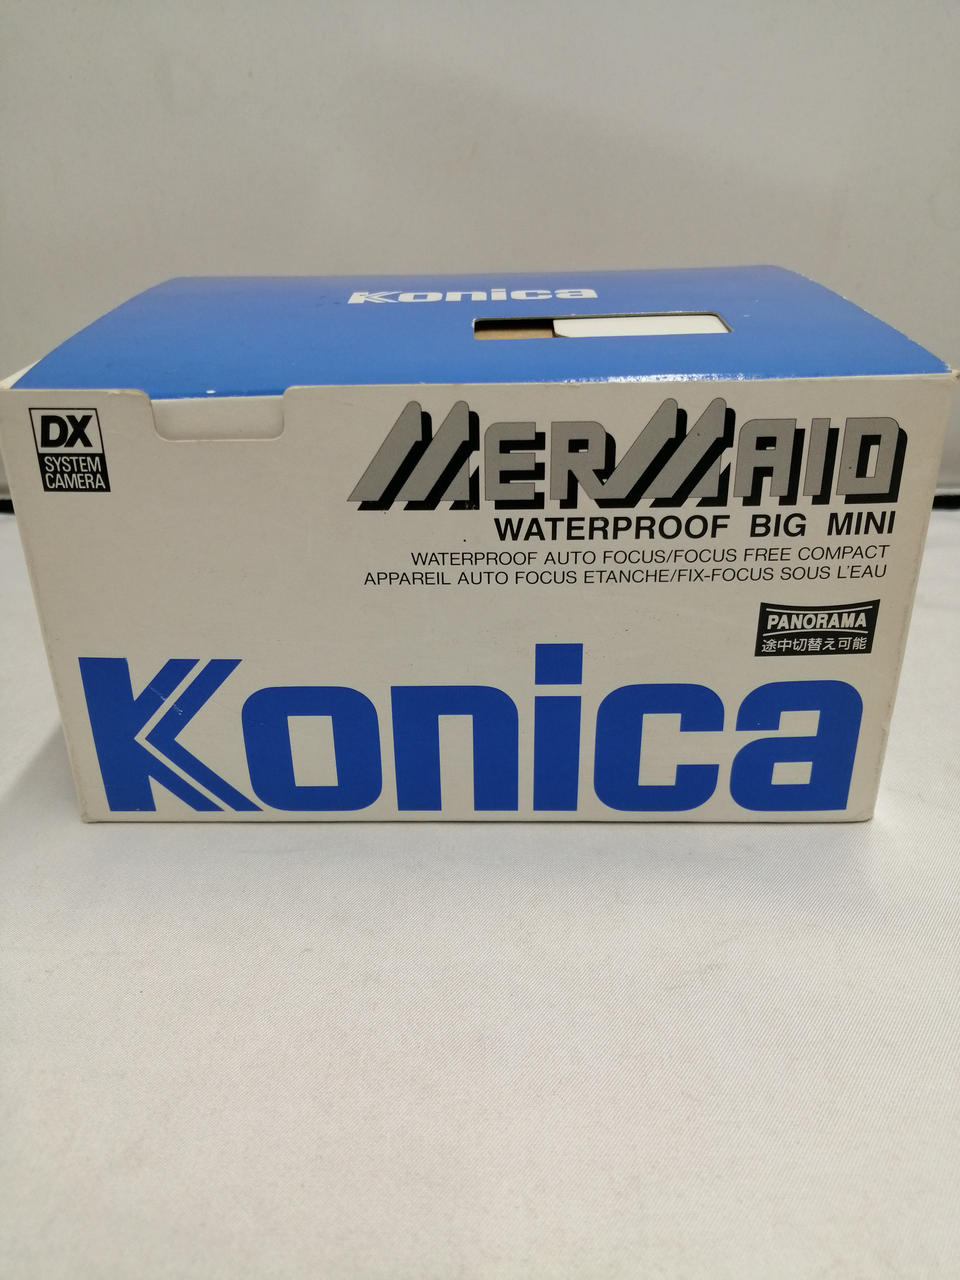 Konica
DX
SYSTEM
CAMERA
MERMAID
WATERPROOF BIG MINI
WATERPROOF AUTO FOCUS/FOCUS FREE COMPACT
APPAREIL AUTO FOCUS ETANCHE/FIX-FOCUS SOUS L'EAU
PANORAMA
途中切替え可能
Konica